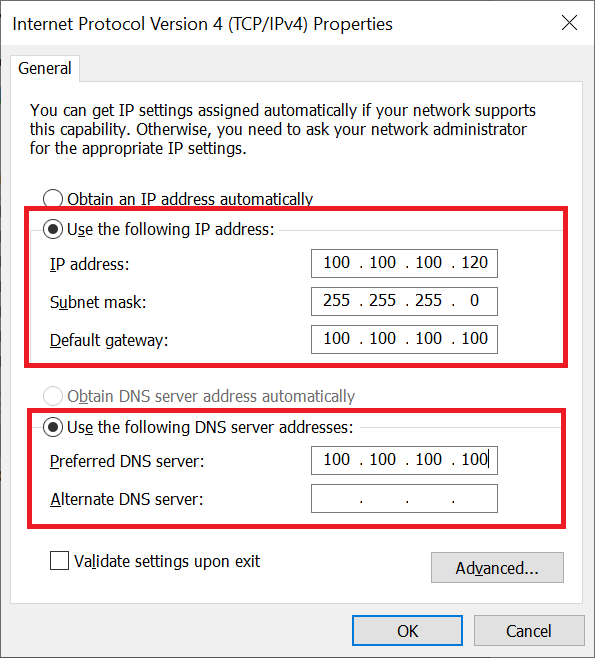 Internet Protocol Version 4 (TCP/IPv4) Properties
General
You can get IP settings assigned automatically if your network supports
this capability. Otherwise, you need to ask your network administrator
for the appropriate IP settings.
Obtain an IP address automatically
Use the following IP address:
IP address: 100 . 100 . 100 . 120
Subnet mask: 255 . 255 . 255 . 0
Default gateway: 100 . 100 . 100 . 100
Obtain DNS server address automatically
Use the following DNS server addresses:
Preferred DNS server: 100 . 100 . 100 . 100
Alternate DNS server: . . .
Validate settings upon exit
Advanced...
OK Cancel